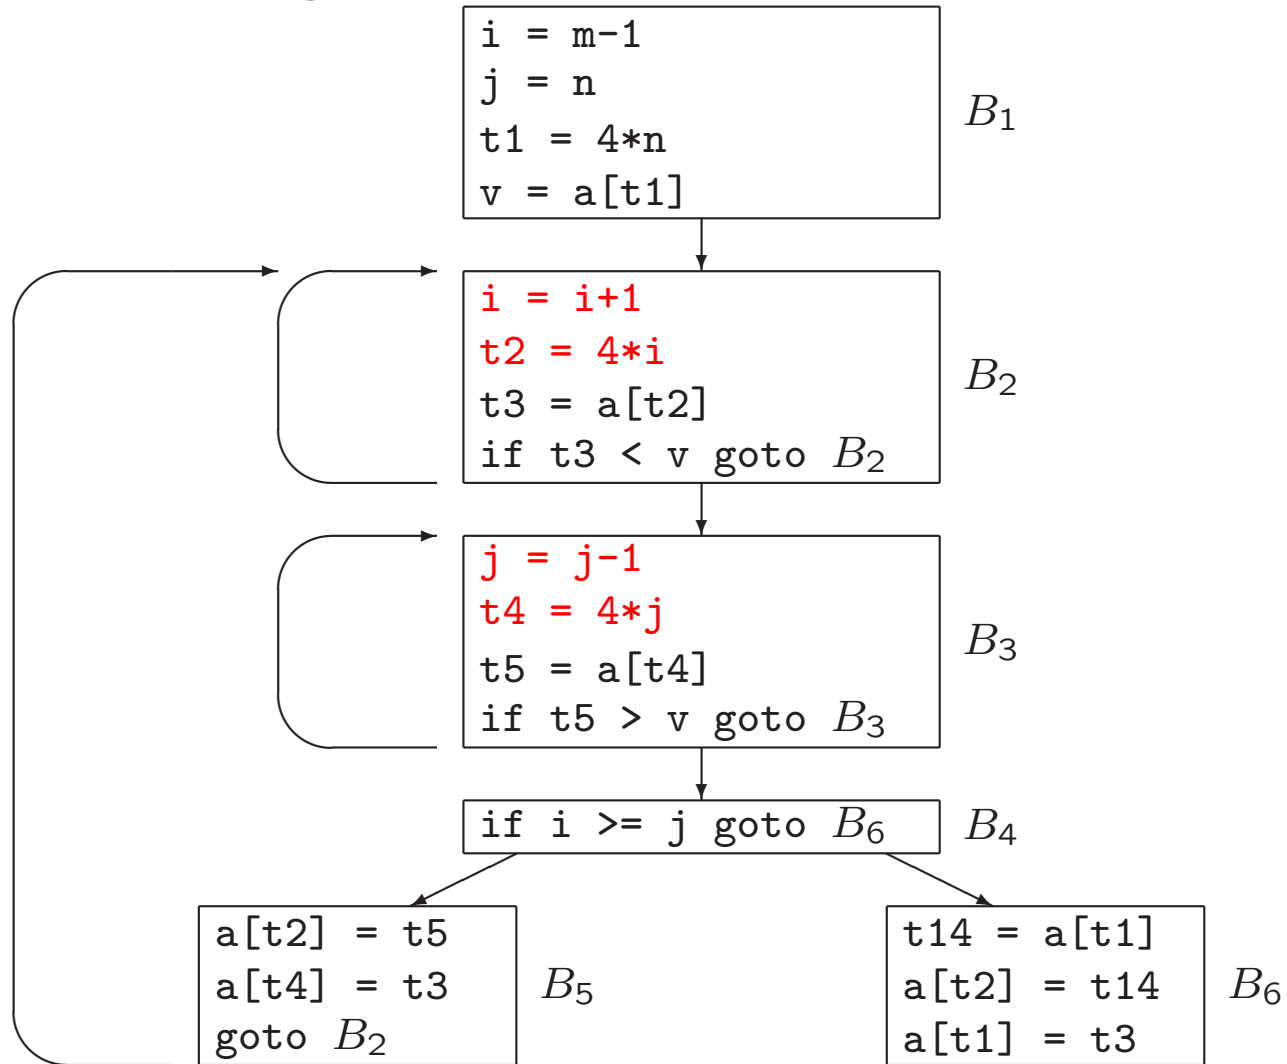 i = m-1
j = n
t1 = 4*n
v = a[t1]
B1
i = i+1
t2 = 4*i
t3 = a[t2]
if t3 < v goto B2
B2
j = j-1
t4 = 4*j
t5 = a[t4]
if t5 > v goto B3
B3
if i >= j goto B6
B4
a[t2] = t5
a[t4] = t3
goto B2
B5
t14 = a[t1]
a[t2] = t14
a[t1] = t3
B6